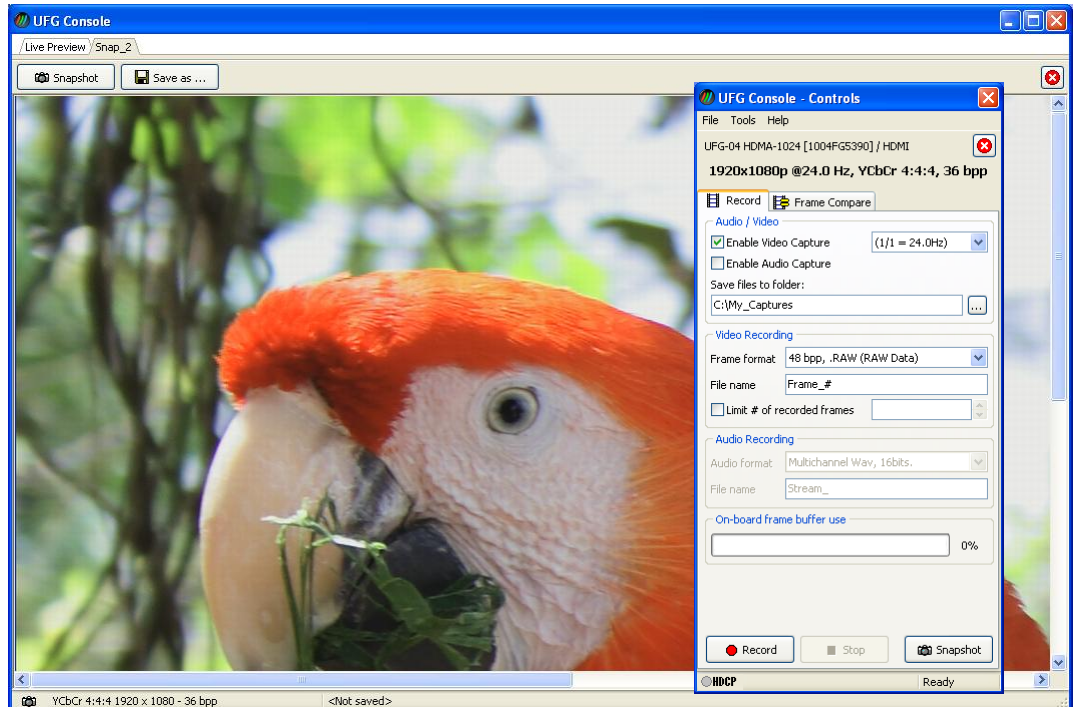 UFG Console
Live Preview Snap_2
Snapshot Save as ...
UFG Console - Controls
File Tools Help
UFG-04 HDMA-1024 [1004FG5390] / HDMI
1920x1080p @24.0 Hz, YCbCr 4:4:4, 36 bpp
Record Frame Compare
Audio / Video
Enable Video Capture (1/1 = 24.0Hz)
Enable Audio Capture
Save files to folder:
C:\My_Captures ...
Video Recording
Frame format 48 bpp, .RAW (RAW Data)
File name Frame_#
Limit # of recorded frames
Audio Recording
Audio format Multichannel Wav, 16bits.
File name Stream_
On-board frame buffer use
0%
Record Stop Snapshot
HDCP Ready
YCbCr 4:4:4 1920 x 1080 - 36 bpp <Not saved>